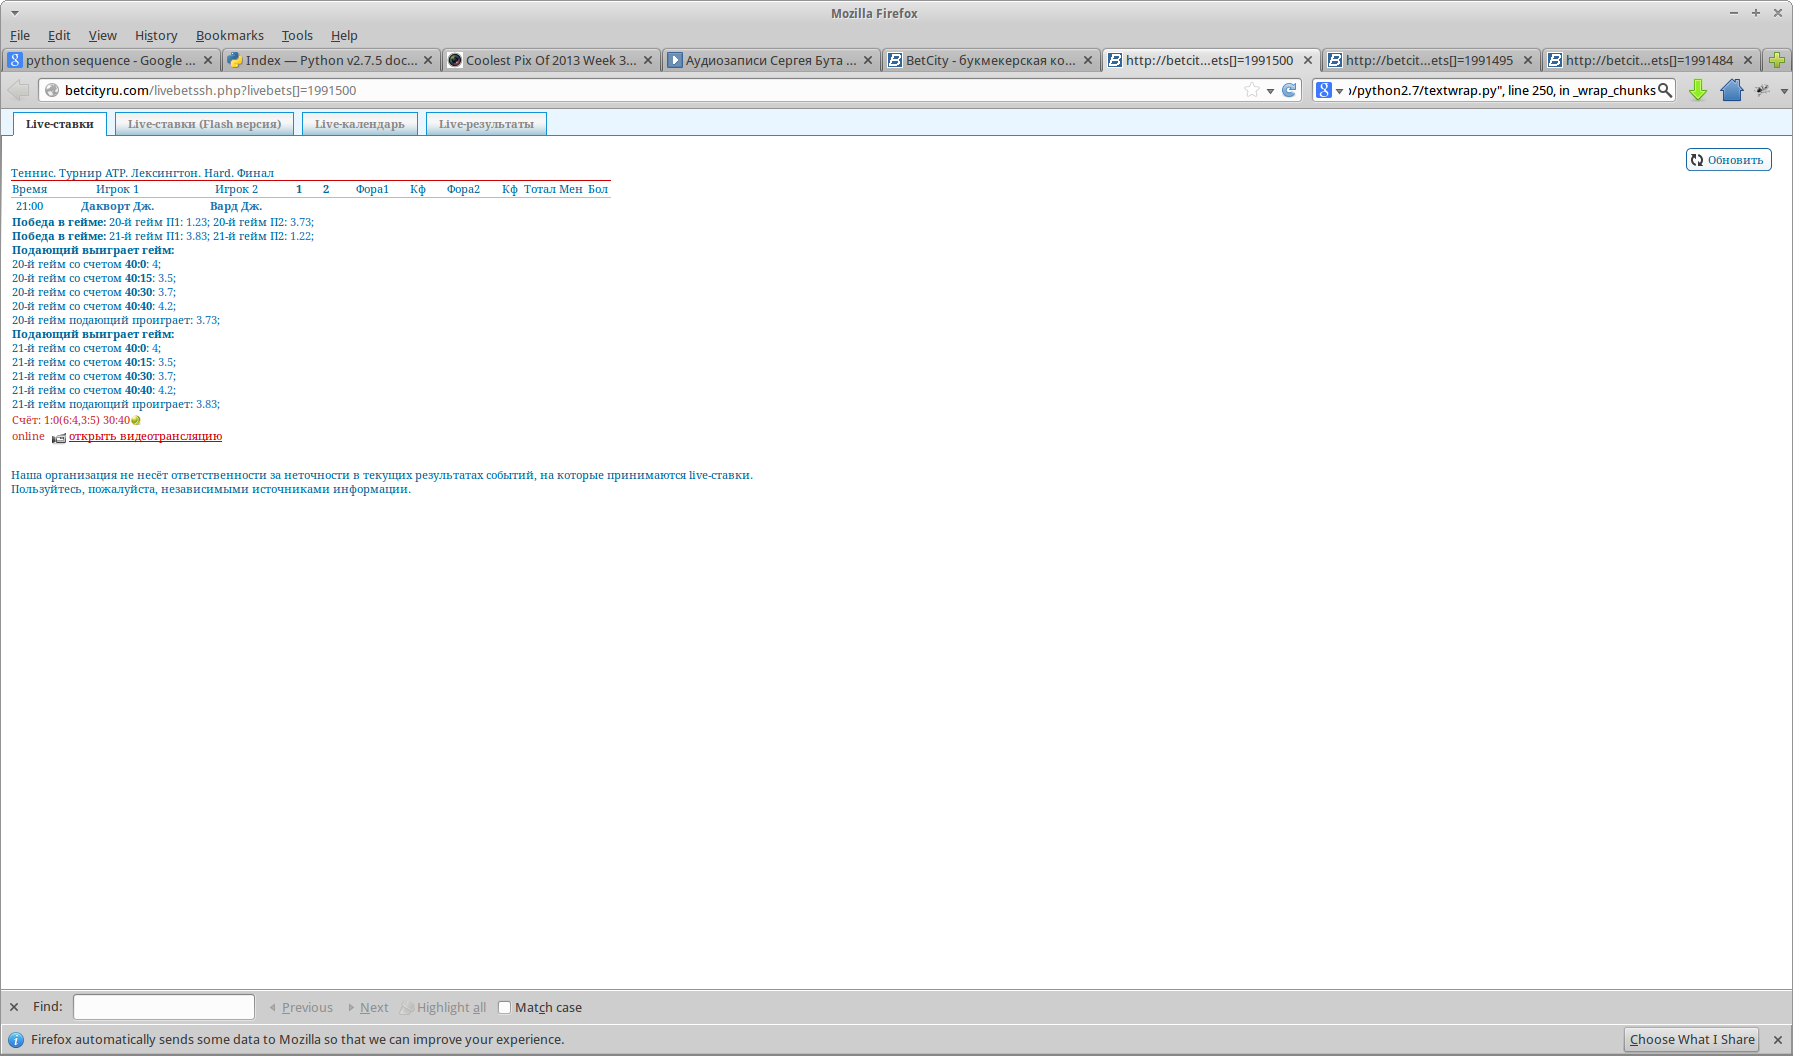 Mozilla Firefox
File Edit View History Bookmarks Tools Help
python sequence - Google ... Index — Python v2.7.5 doc... Coolest Pix Of 2013 Week 3... Аудиозаписи Сергея Бута ... BetCity - букмекерская ко... http://betcit...ets[]=1991500 http://betcit...ets[]=1991495 http://betcit...ets[]=1991484
betcityru.com/livebetssh.php?livebets[]=1991500 /python2.7/textwrap.py", line 250, in _wrap_chunks
Live-ставки Live-ставки (Flash версия) Live-календарь Live-результаты
Обновить
Теннис. Турнир ATP. Лексингтон. Hard. Финал
Время Игрок 1 Игрок 2 1 2 Фора1 Кф Фора2 Кф Тотал Мен Бол
21:00 Дакворт Дж. Вард Дж.
Победа в гейме: 20-й гейм П1: 1.23; 20-й гейм П2: 3.73;
Победа в гейме: 21-й гейм П1: 3.83; 21-й гейм П2: 1.22;
Подающий выиграет гейм:
20-й гейм со счетом 40:0: 4;
20-й гейм со счетом 40:15: 3.5;
20-й гейм со счетом 40:30: 3.7;
20-й гейм со счетом 40:40: 4.2;
20-й гейм подающий проиграет: 3.73;
Подающий выиграет гейм:
21-й гейм со счетом 40:0: 4;
21-й гейм со счетом 40:15: 3.5;
21-й гейм со счетом 40:30: 3.7;
21-й гейм со счетом 40:40: 4.2;
21-й гейм подающий проиграет: 3.83;
Счёт: 1:0(6:4,3:5) 30:40
online открыть видеотрансляцию
Наша организация не несёт ответственности за неточности в текущих результатах событий, на которые принимаются live-ставки.
Пользуйтесь, пожалуйста, независимыми источниками информации.
Find: Previous Next Highlight all Match case
Firefox automatically sends some data to Mozilla so that we can improve your experience. Choose What I Share